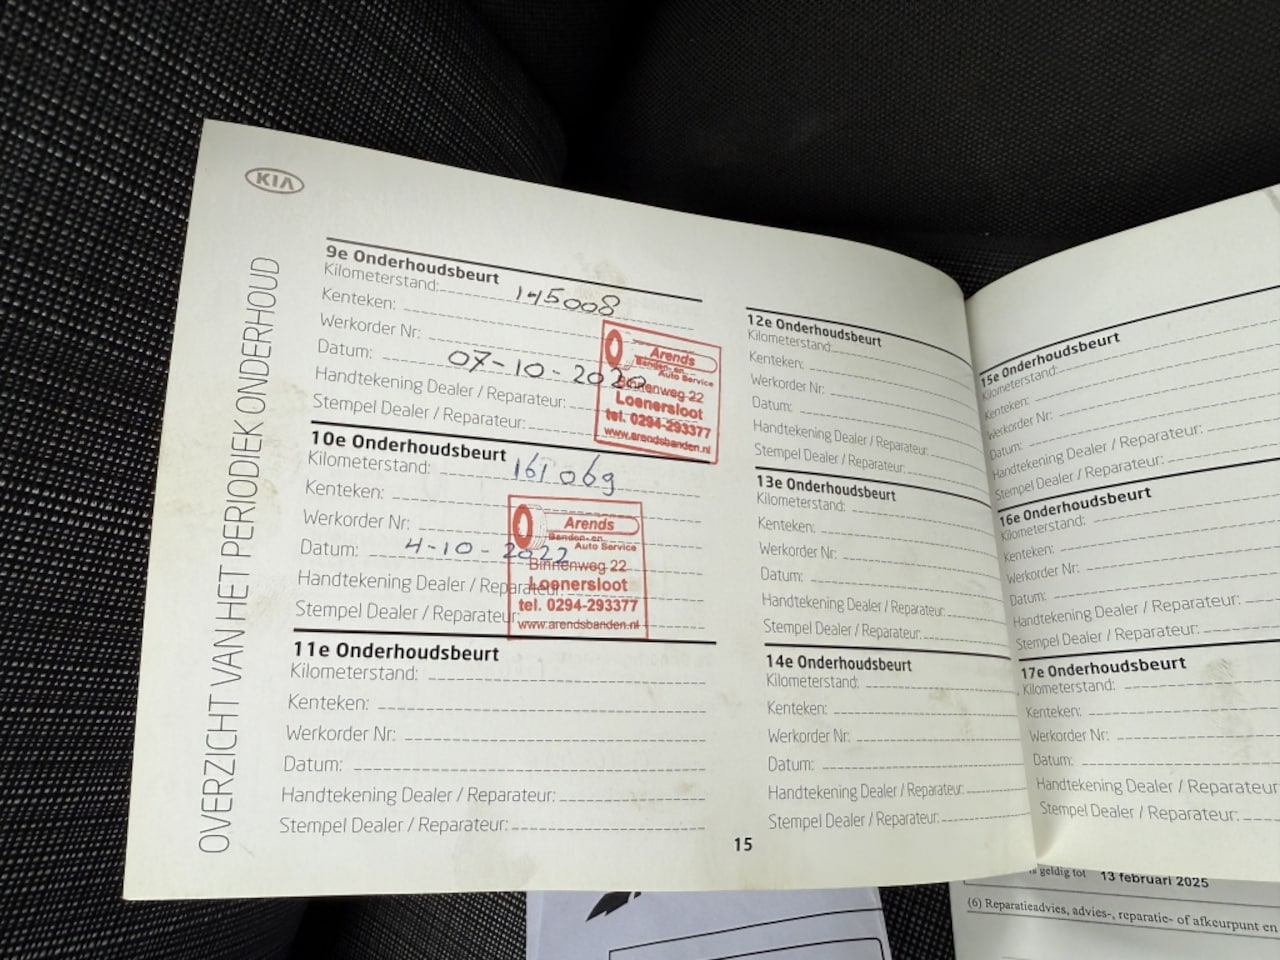 KIA
OVERZICHT VAN HET PERIODIEK ONDERHOUD
9e Onderhoudsbeurt
Kilometerstand: 145008
Kenteken:
Werkorder Nr:
Datum: 07-10-2020
Handtekening Dealer / Reparateur:
Stempel Dealer / Reparateur:
Arends
Banden- en
Auto Service
Binnenweg 22
Loenersloot
tel. 0294-293377
www.arendsbanden.nl
10e Onderhoudsbeurt
Kilometerstand: 161069
Kenteken:
Werkorder Nr:
Datum: 4-10-2022
Handtekening Dealer / Reparateur:
Stempel Dealer / Reparateur:
Arends
Banden- en
Auto Service
Binnenweg 22
Loenersloot
tel. 0294-293377
www.arendsbanden.nl
11e Onderhoudsbeurt
Kilometerstand:
Kenteken:
Werkorder Nr:
Datum:
Handtekening Dealer / Reparateur:
Stempel Dealer / Reparateur:
12e Onderhoudsbeurt
Kilometerstand:
Kenteken:
Werkorder Nr:
Datum:
Handtekening Dealer / Reparateur:
Stempel Dealer / Reparateur:
13e Onderhoudsbeurt
Kilometerstand:
Kenteken:
Werkorder Nr:
Datum:
Handtekening Dealer / Reparateur:
Stempel Dealer / Reparateur:
14e Onderhoudsbeurt
Kilometerstand:
Kenteken:
Werkorder Nr:
Datum:
Handtekening Dealer / Reparateur:
Stempel Dealer / Reparateur:
15
15e Onderhoudsbeurt
Kilometerstand:
Kenteken:
Werkorder Nr:
Datum:
Handtekening Dealer / Reparateur:
Stempel Dealer / Reparateur:
16e Onderhoudsbeurt
Kilometerstand:
Kenteken:
Werkorder Nr:
Datum:
Handtekening Dealer / Reparateur:
Stempel Dealer / Reparateur:
17e Onderhoudsbeurt
Kilometerstand:
Kenteken:
Werkorder Nr:
Datum:
Handtekening Dealer / Reparateur
Stempel Dealer / Reparateur:
geldig tot 13 februari 2025
(6) Reparatieadvies, advies-, reparatie- of afkeurpunt en